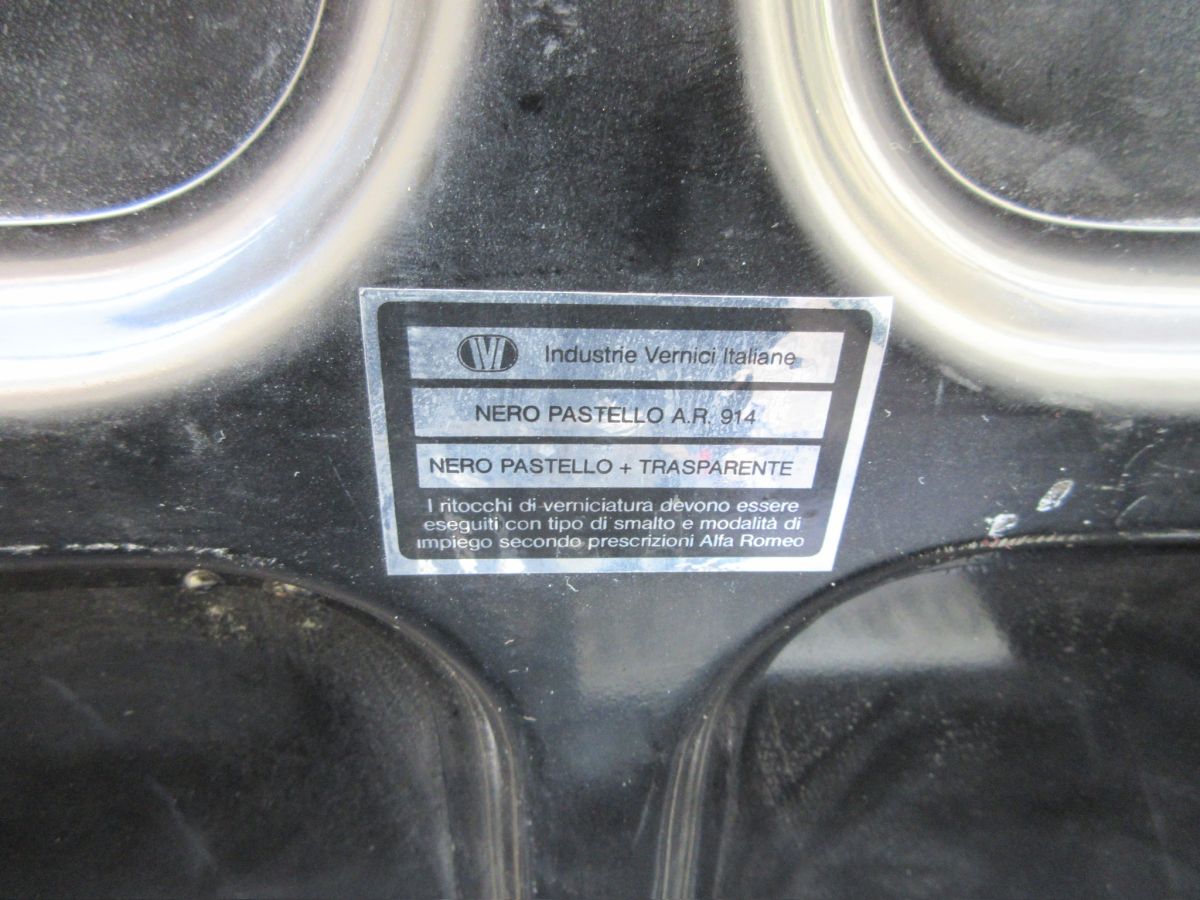 IVI Industrie Vernici Italiane
NERO PASTELLO A.R. 914
NERO PASTELLO + TRASPARENTE
I ritocchi di verniciatura devono essere
eseguiti con tipo di smalto e modalità di
impiego secondo prescrizioni Alfa Romeo